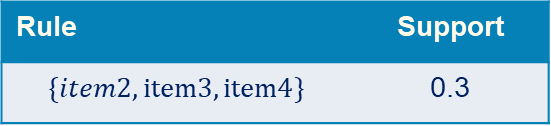 Rule Support
{item2, item3, item4} 0.3